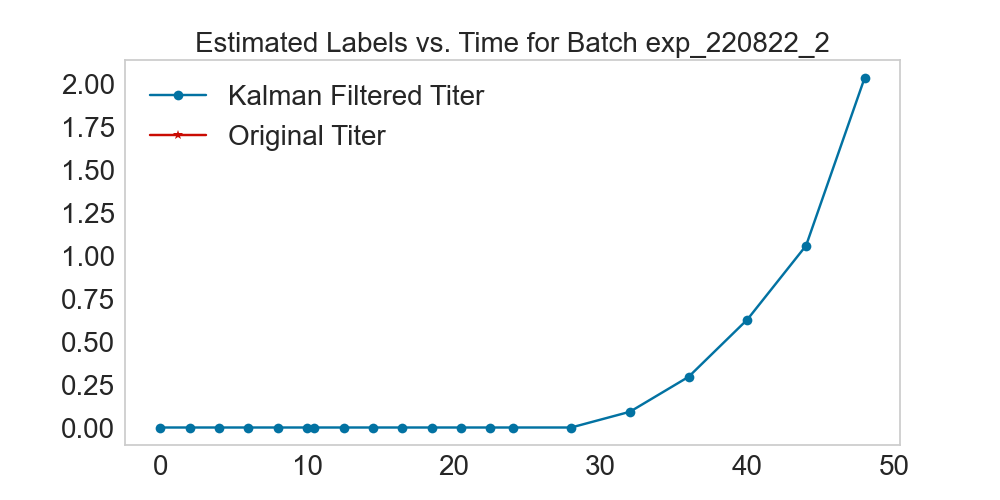 Estimated Labels vs. Time for Batch exp_220822_2
Kalman Filtered Titer
Original Titer
2.00
1.75
1.50
1.25
1.00
0.75
0.50
0.25
0.00
0 10 20 30 40 50